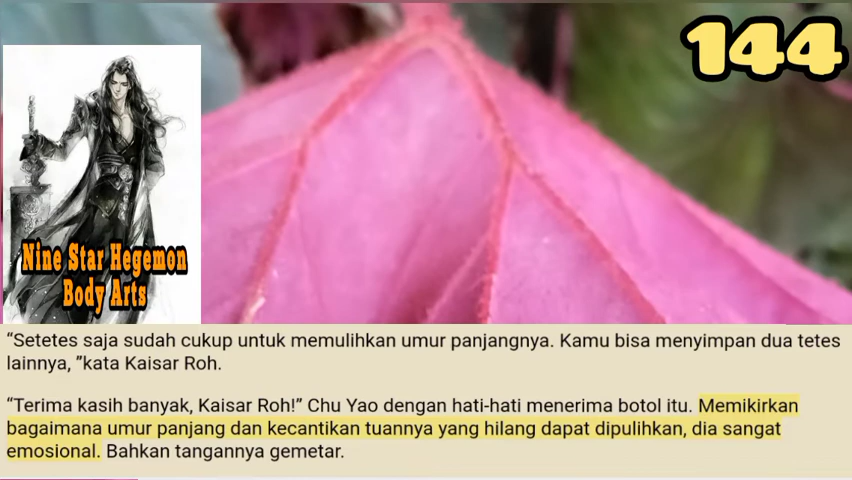 144
Nine Star Hegemon
Body Arts
“Setetes saja sudah cukup untuk memulihkan umur panjangnya. Kamu bisa menyimpan dua tetes
lainnya, ”kata Kaisar Roh.
“Terima kasih banyak, Kaisar Roh!” Chu Yao dengan hati-hati menerima botol itu. Memikirkan
bagaimana umur panjang dan kecantikan tuannya yang hilang dapat dipulihkan, dia sangat
emosional. Bahkan tangannya gemetar.